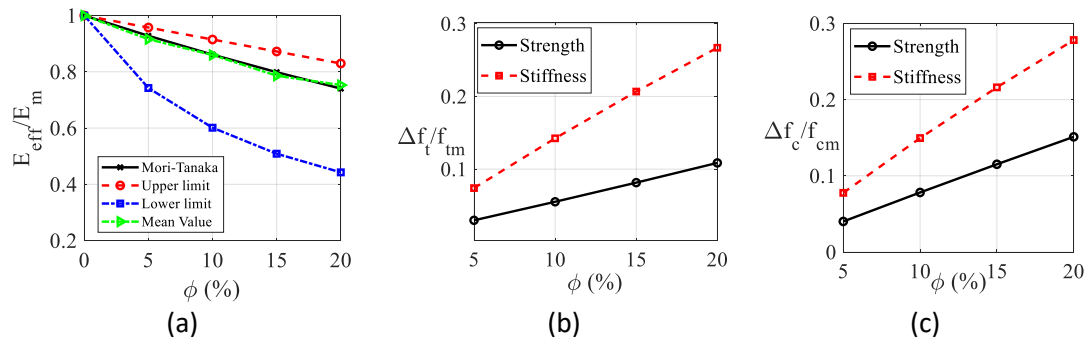 1
0.8
0.6
0.4
0.2
E_eff/E_m
Mori-Tanaka
Upper limit
Lower limit
Mean Value
0 5 10 15 20
ϕ (%)
(a)
0.3
0.2
0.1
Δf_t/f_tm
Strength
Stiffness
5 10 15 20
ϕ (%)
(b)
0.3
0.2
0.1
0
Δf_c/f_cm
Strength
Stiffness
5 10 15 20
ϕ (%)
(c)